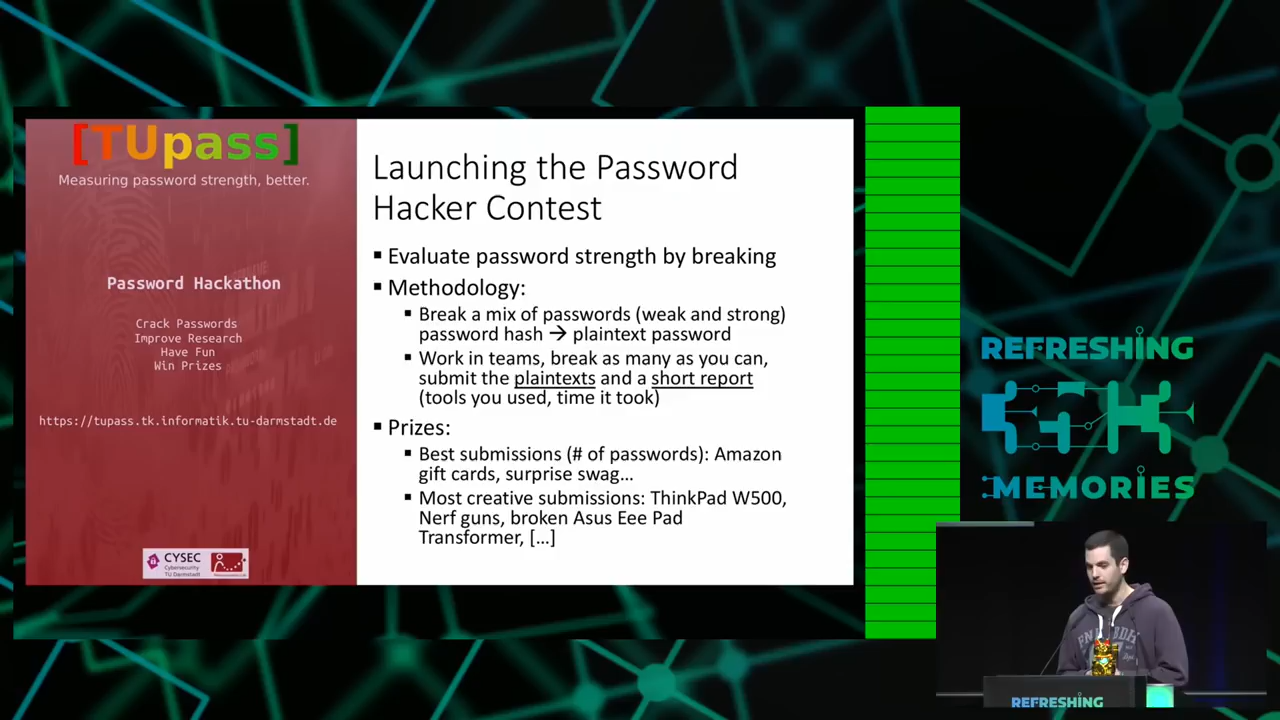 [TUpass]
Measuring password strength, better.
Password Hackathon
Crack Passwords
Improve Research
Have Fun
Win Prizes
https://tupass.tk.informatik.tu-darmstadt.de
CYSEC
Cybersecurity
TU Darmstadt
Launching the Password
Hacker Contest
▪ Evaluate password strength by breaking
▪ Methodology:
▪ Break a mix of passwords (weak and strong)
password hash → plaintext password
▪ Work in teams, break as many as you can,
submit the plaintexts and a short report
(tools you used, time it took)
▪ Prizes:
▪ Best submissions (# of passwords): Amazon
gift cards, surprise swag…
▪ Most creative submissions: ThinkPad W500,
Nerf guns, broken Asus Eee Pad
Transformer, […]
REFRESHING
MEMORIES
REFRESHING